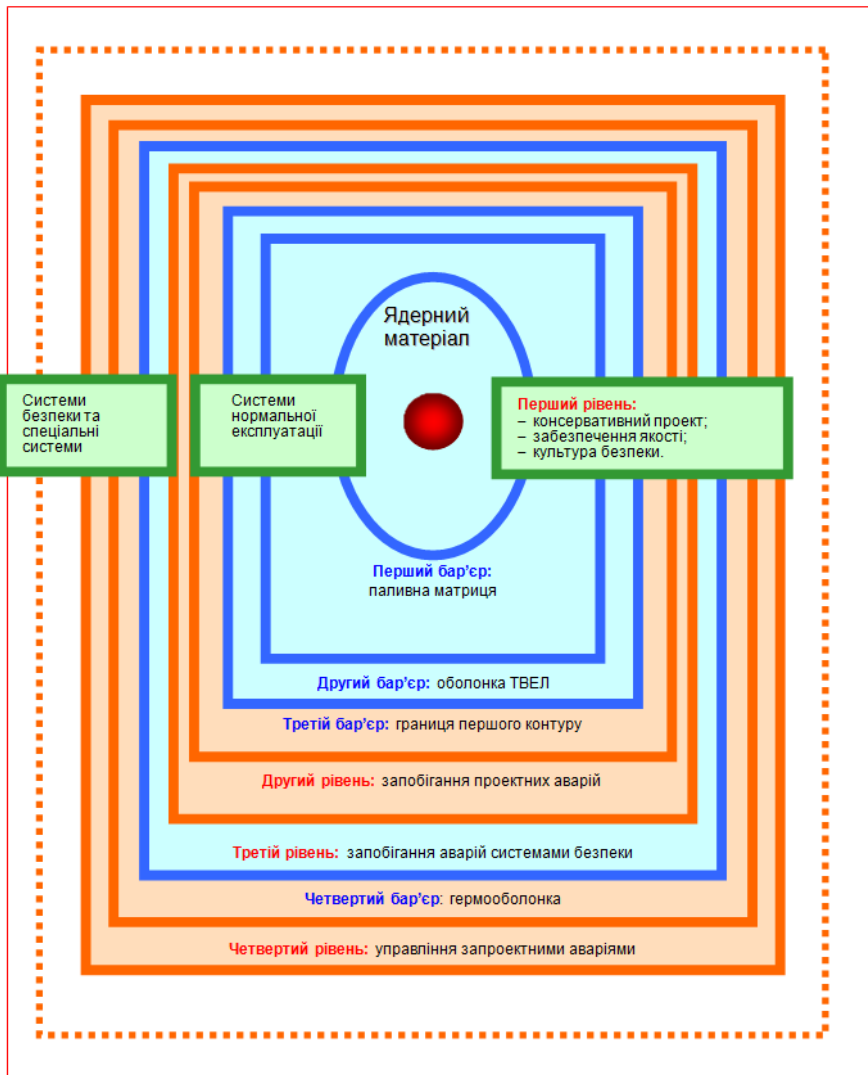 Ядерний
матеріал
Системи
безпеки та
спеціальні
системи
Системи
нормальної
експлуатації
Перший рівень:
– консервативний проект;
– забезпечення якості;
– культура безпеки.
Перший бар’єр:
паливна матриця
Другий бар’єр: оболонка ТВЕЛ
Третій бар’єр: границя першого контуру
Другий рівень: запобігання проектних аварій
Третій рівень: запобігання аварій системами безпеки
Четвертий бар’єр: гермооболонка
Четвертий рівень: управління запроектними аваріями